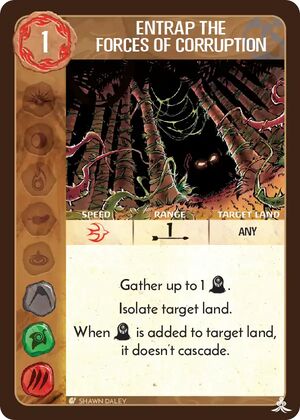 1
ENTRAP THE
FORCES OF CORRUPTION
SPEED RANGE TARGET LAND
1 ANY
Gather up to 1 .
Isolate target land.
When is added to target land,
it doesn't cascade.
SHAWN DALEY